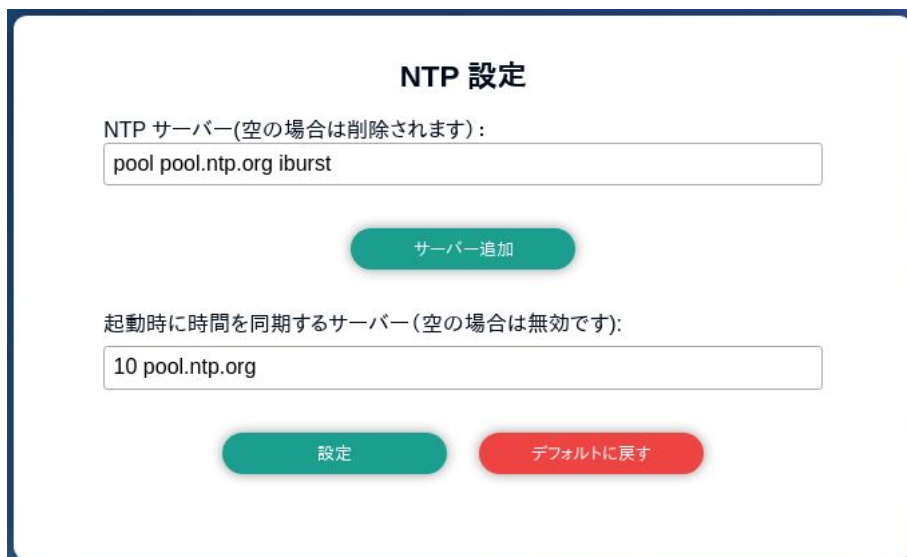 NTP 設定
NTP サーバー(空の場合は削除されます）:
pool pool.ntp.org iburst
サーバー追加
起動時に時間を同期するサーバー（空の場合は無効です):
10 pool.ntp.org
設定
デフォルトに戻す